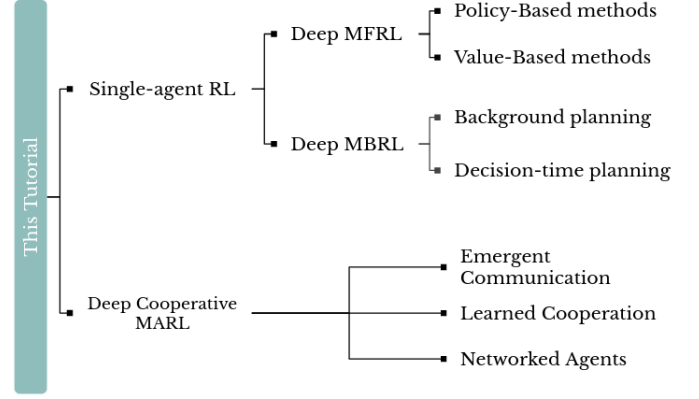 This Tutorial
Single-agent RL
Deep MFRL
Policy-Based methods
Value-Based methods
Deep MBRL
Background planning
Decision-time planning
Deep Cooperative
MARL
Emergent
Communication
Learned Cooperation
Networked Agents